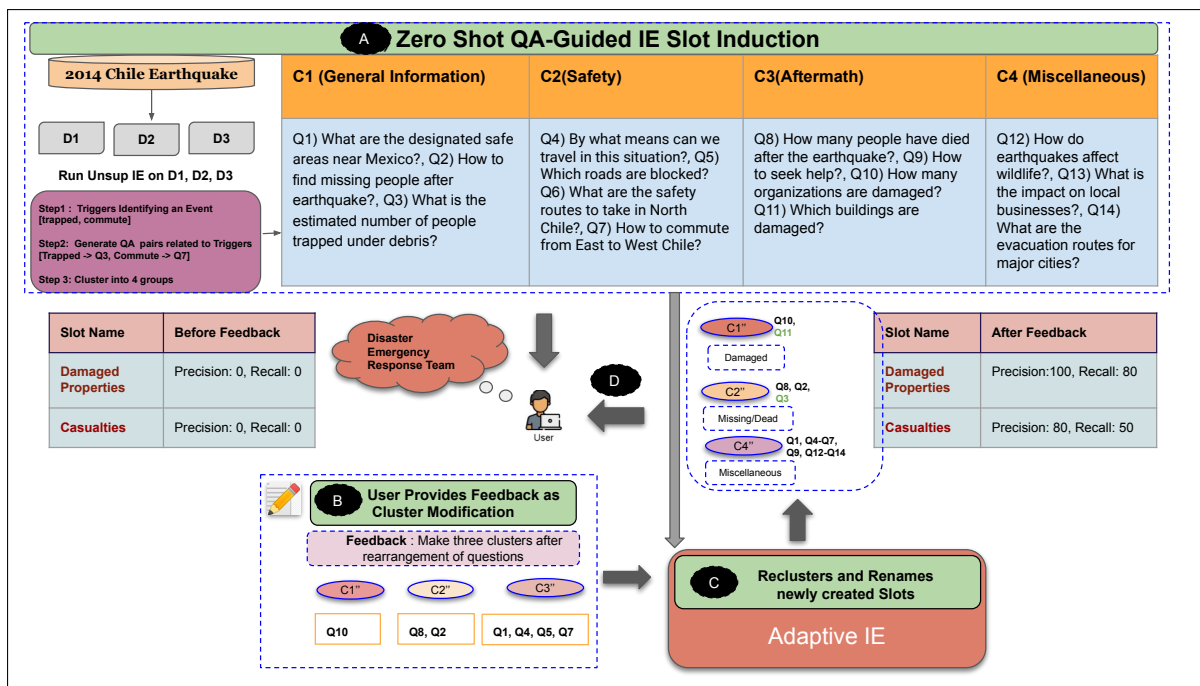 A Zero Shot QA-Guided IE Slot Induction
2014 Chile Earthquake
D1 D2 D3
Run Unsup IE on D1, D2, D3
Step1 : Triggers Identifying an Event
[trapped, commute]
Step2: Generate QA pairs related to Triggers
[Trapped -> Q3, Commute -> Q7]
Step 3: Cluster into 4 groups
C1 (General Information)
Q1) What are the designated safe
areas near Mexico?, Q2) How to
find missing people after
earthquake?, Q3) What is the
estimated number of people
trapped under debris?
C2(Safety)
Q4) By what means can we
travel in this situation?, Q5)
Which roads are blocked?
Q6) What are the safety
routes to take in North
Chile?, Q7) How to commute
from East to West Chile?
C3(Aftermath)
Q8) How many people have died
after the earthquake?, Q9) How
to seek help?, Q10) How many
organizations are damaged?
Q11) Which buildings are
damaged?
C4 (Miscellaneous)
Q12) How do
earthquakes affect
wildlife?, Q13) What is
the impact on local
businesses?, Q14)
What are the
evacuation routes for
major cities?
Slot Name Before Feedback
Damaged
Properties
Precision: 0, Recall: 0
Casualties Precision: 0, Recall: 0
Disaster
Emergency
Response Team
User
D
C1" Q10,
Q11
Damaged
C2" Q8, Q2,
Q3
Missing/Dead
C4" Q1, Q4-Q7,
Q9, Q12-Q14
Miscellaneous
Slot Name After Feedback
Damaged
Properties
Precision:100, Recall: 80
Casualties Precision: 80, Recall: 50
B User Provides Feedback as
Cluster Modification
Feedback : Make three clusters after
rearrangement of questions
C1" C2" C3"
Q10 Q8, Q2 Q1, Q4, Q5, Q7
C Reclusters and Renames
newly created Slots
Adaptive IE